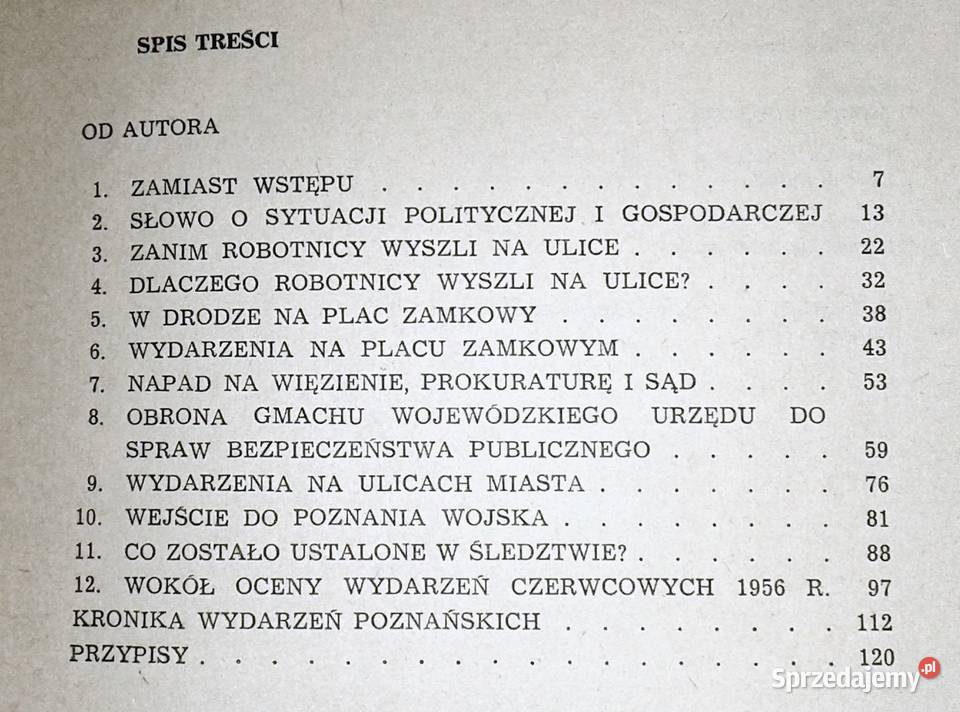 SPIS TREŚCI
OD AUTORA
1. ZAMIAST WSTĘPU . . . . . . . . . . . . . 7
2. SŁOWO O SYTUACJI POLITYCZNEJ I GOSPODARCZEJ 13
3. ZANIM ROBOTNICY WYSZLI NA ULICE . . . . . . 22
4. DLACZEGO ROBOTNICY WYSZLI NA ULICE? . . . . 32
5. W DRODZE NA PLAC ZAMKOWY . . . . . . . . 38
6. WYDARZENIA NA PLACU ZAMKOWYM . . . . . . 43
7. NAPAD NA WIĘZIENIE, PROKURATURĘ I SĄD . . . . 53
8. OBRONA GMACHU WOJEWÓDZKIEGO URZĘDU DO
SPRAW BEZPIECZEŃSTWA PUBLICZNEGO . . . . . 59
9. WYDARZENIA NA ULICACH MIASTA . . . . . . . 76
10. WEJŚCIE DO POZNANIA WOJSKA . . . . . . . . 81
11. CO ZOSTAŁO USTALONE W ŚLEDZTWIE? . . . . . . 88
12. WOKÓŁ OCENY WYDARZEŃ CZERWCOWYCH 1956 R. 97
KRONIKA WYDARZEŃ POZNAŃSKICH . . . . . . . . 112
PRZYPISY . . . . . . . . . . . . . . . . . . 120
Sprzedajemy.pl